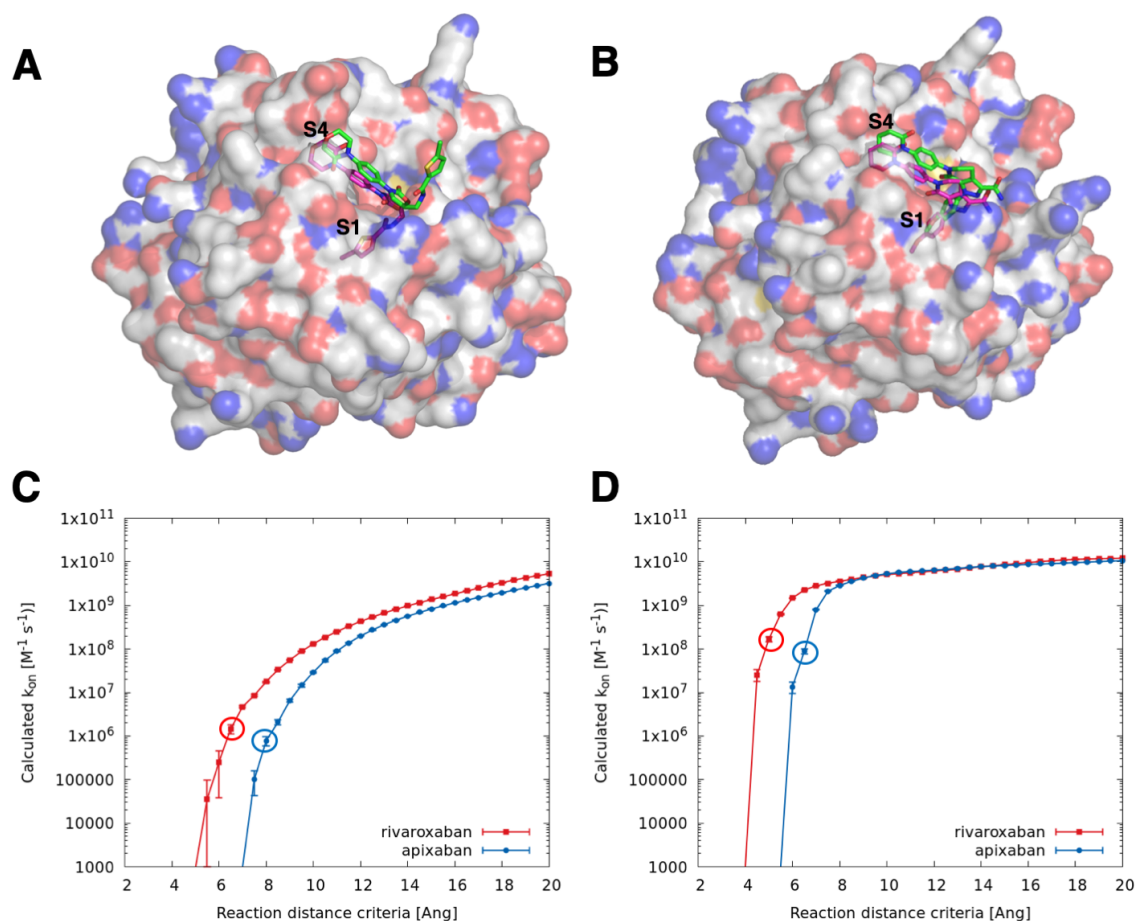 A
B
S4
S1
S4
S1
C
D
1x10^11
1x10^10
1x10^9
1x10^8
1x10^7
1x10^6
100000
10000
1000
Calculated k_on [M^-1 s^-1)]
2 4 6 8 10 12 14 16 18 20
Reaction distance criteria [Ang]
rivaroxaban
apixaban
1x10^11
1x10^10
1x10^9
1x10^8
1x10^7
1x10^6
100000
10000
1000
Calculated k_on [M^-1 s^-1)]
2 4 6 8 10 12 14 16 18 20
Reaction distance criteria [Ang]
rivaroxaban
apixaban